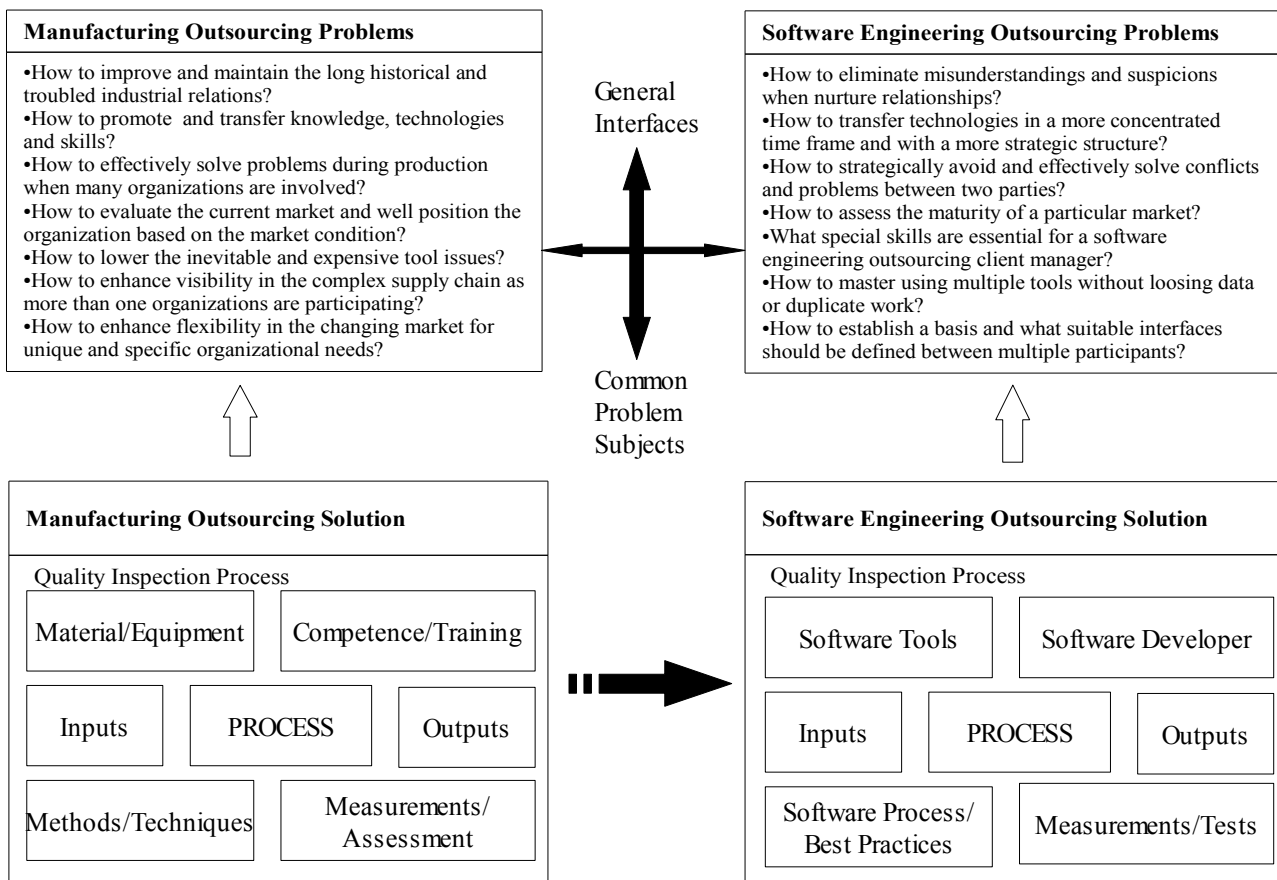 Manufacturing Outsourcing Problems
•How to improve and maintain the long historical and
troubled industrial relations?
•How to promote and transfer knowledge, technologies
and skills?
•How to effectively solve problems during production
when many organizations are involved?
•How to evaluate the current market and well position the
organization based on the market condition?
•How to lower the inevitable and expensive tool issues?
•How to enhance visibility in the complex supply chain as
more than one organizations are participating?
•How to enhance flexibility in the changing market for
unique and specific organizational needs?
General
Interfaces
Common
Problem
Subjects
Software Engineering Outsourcing Problems
•How to eliminate misunderstandings and suspicions
when nurture relationships?
•How to transfer technologies in a more concentrated
time frame and with a more strategic structure?
•How to strategically avoid and effectively solve conflicts
and problems between two parties?
•How to assess the maturity of a particular market?
•What special skills are essential for a software
engineering outsourcing client manager?
•How to master using multiple tools without loosing data
or duplicate work?
•How to establish a basis and what suitable interfaces
should be defined between multiple participants?
Manufacturing Outsourcing Solution
Quality Inspection Process
Material/Equipment
Competence/Training
Inputs
PROCESS
Outputs
Methods/Techniques
Measurements/
Assessment
Software Engineering Outsourcing Solution
Quality Inspection Process
Software Tools
Software Developer
Inputs
PROCESS
Outputs
Software Process/
Best Practices
Measurements/Tests